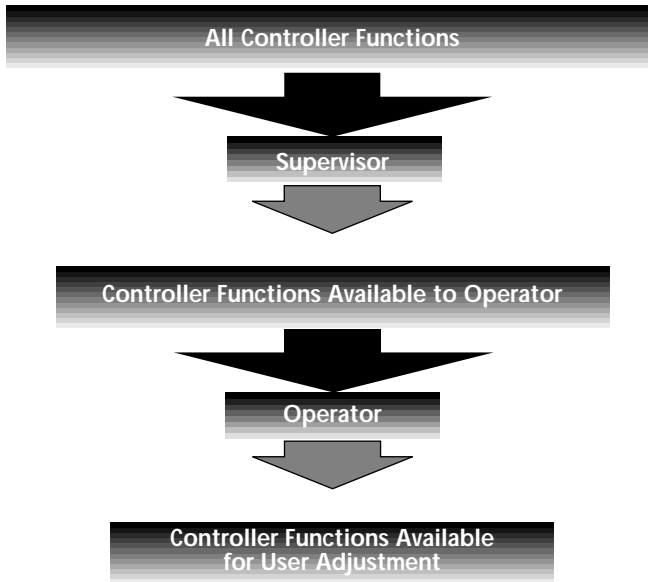 All Controller Functions
Supervisor
Controller Functions Available to Operator
Operator
Controller Functions Available
for User Adjustment